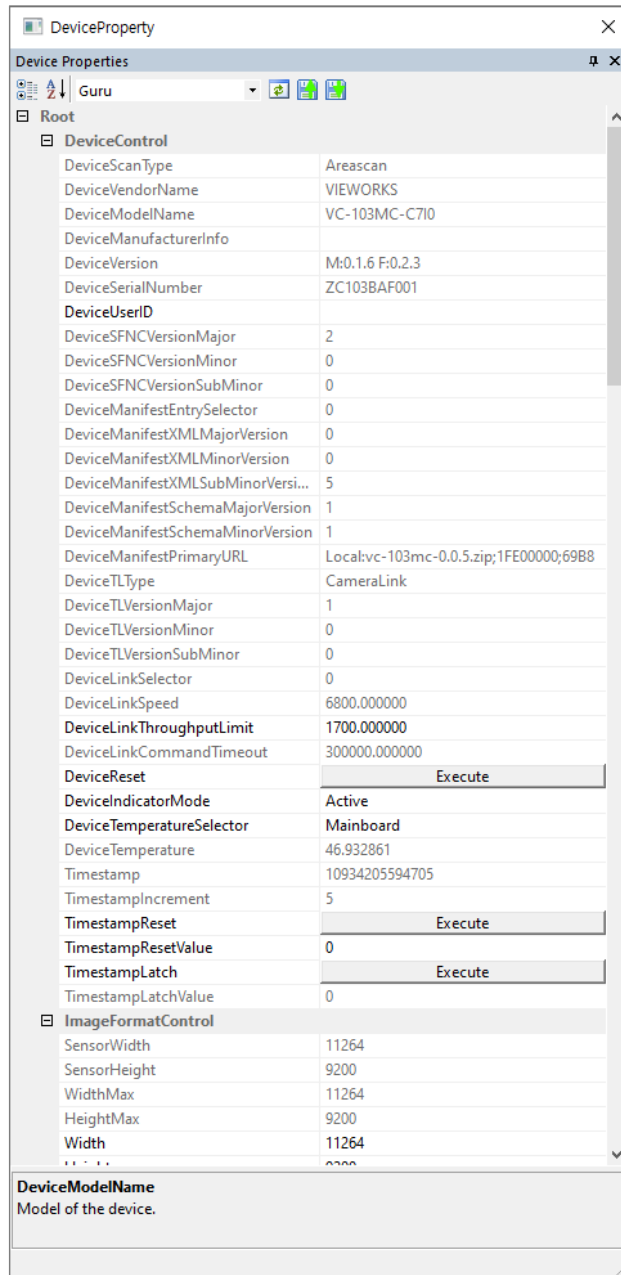 DeviceProperty
Device Properties
Guru
Root
DeviceControl
DeviceScanType Areascan
DeviceVendorName VIEWORKS
DeviceModelName VC-103MC-C7I0
DeviceManufacturerInfo
DeviceVersion M:0.1.6 F:0.2.3
DeviceSerialNumber ZC103BAF001
DeviceUserID
DeviceSFNCVersionMajor 2
DeviceSFNCVersionMinor 0
DeviceSFNCVersionSubMinor 0
DeviceManifestEntrySelector 0
DeviceManifestXMLMajorVersion 0
DeviceManifestXMLMinorVersion 0
DeviceManifestXMLSubMinorVersi... 5
DeviceManifestSchemaMajorVersion 1
DeviceManifestSchemaMinorVersion 1
DeviceManifestPrimaryURL Local:vc-103mc-0.0.5.zip;1FE00000;69B8
DeviceTLType CameraLink
DeviceTLVersionMajor 1
DeviceTLVersionMinor 0
DeviceTLVersionSubMinor 0
DeviceLinkSelector 0
DeviceLinkSpeed 6800.000000
DeviceLinkThroughputLimit 1700.000000
DeviceLinkCommandTimeout 300000.000000
DeviceReset Execute
DeviceIndicatorMode Active
DeviceTemperatureSelector Mainboard
DeviceTemperature 46.932861
Timestamp 10934205594705
TimestampIncrement 5
TimestampReset Execute
TimestampResetValue 0
TimestampLatch Execute
TimestampLatchValue 0
ImageFormatControl
SensorWidth 11264
SensorHeight 9200
WidthMax 11264
HeightMax 9200
Width 11264
DeviceModelName
Model of the device.